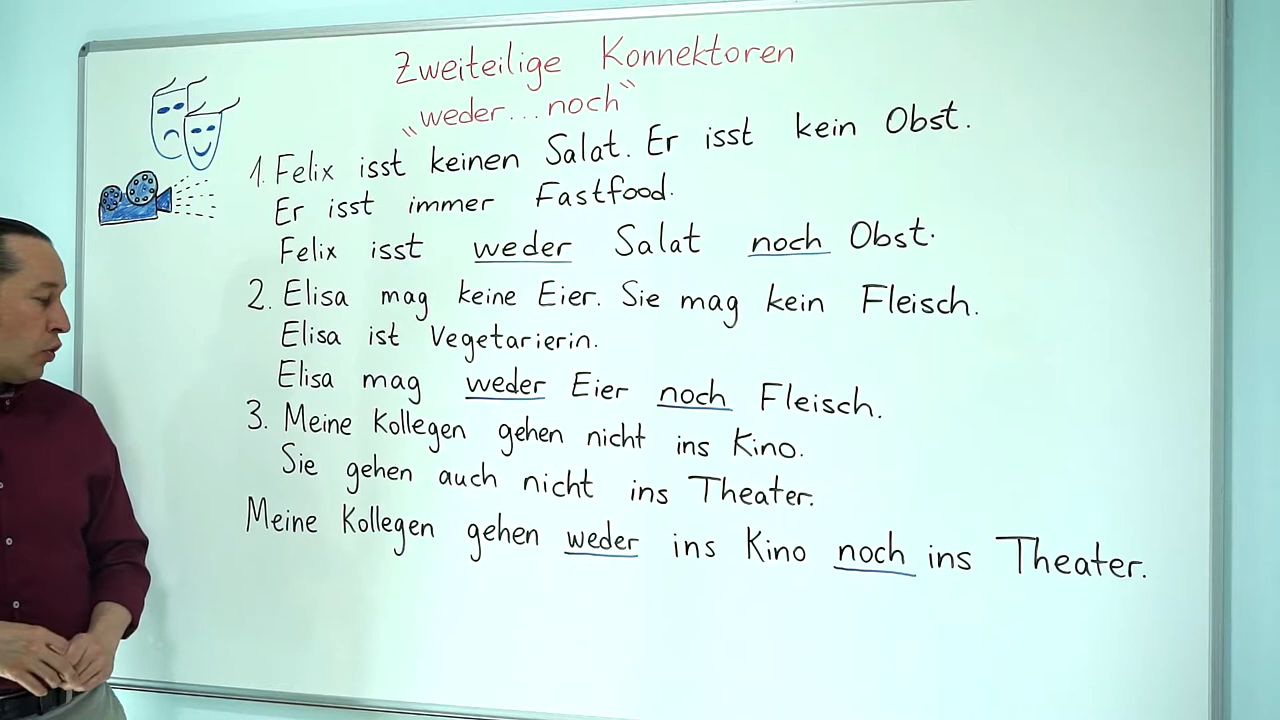 Zweiteilige Konnektoren
"weder...noch"
1. Felix isst keinen Salat. Er isst kein Obst.
Er isst immer Fastfood.
Felix isst weder Salat noch Obst.
2. Elisa mag keine Eier. Sie mag kein Fleisch.
Elisa ist Vegetarierin.
Elisa mag weder Eier noch Fleisch.
3. Meine Kollegen gehen nicht ins Kino.
Sie gehen auch nicht ins Theater.
Meine Kollegen gehen weder ins Kino noch ins Theater.